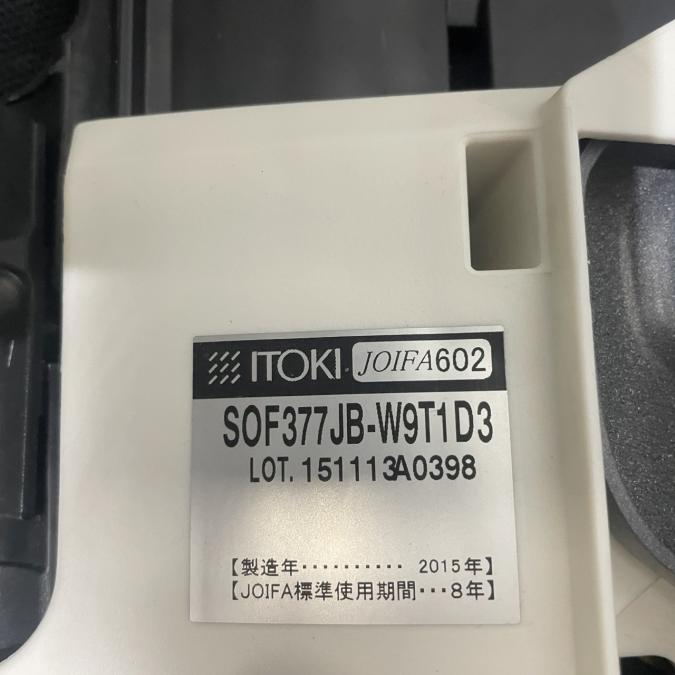 ITOKI JOIFA602
SOF377JB-W9T1D3
LOT. 151113A0398
【製造年·········· 2015年】
【JOIFA標準使用期間···8年】